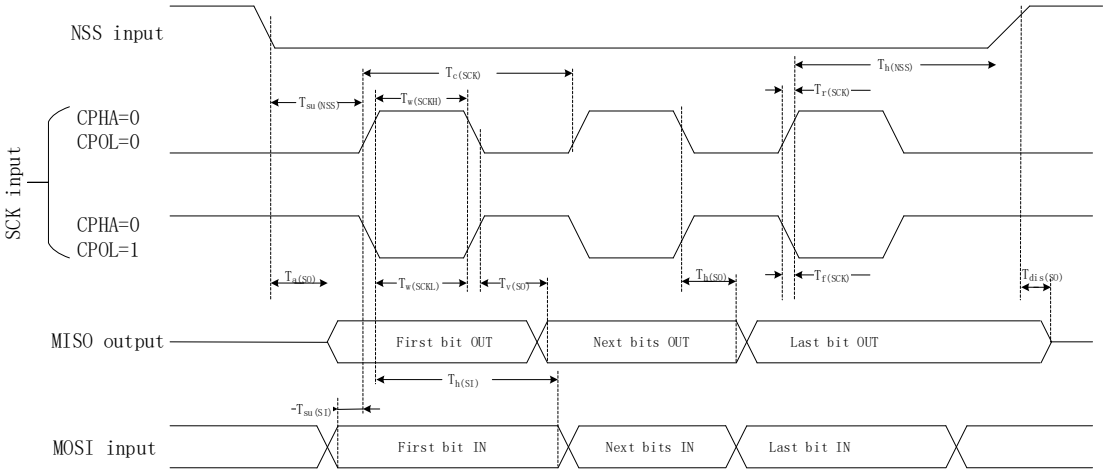 NSS input
T_h(NSS)
T_c(SCK)
T_su(NSS)
T_w(SCKH)
T_r(SCK)
SCK input
CPHA=0
CPOL=0
CPHA=0
CPOL=1
T_a(SO)
T_w(SCKL)
T_v(SO)
T_h(SO)
T_f(SCK)
T_dis(SO)
MISO output
First bit OUT
Next bits OUT
Last bit OUT
T_h(SI)
T_su(SI)
MOSI input
First bit IN
Next bits IN
Last bit IN